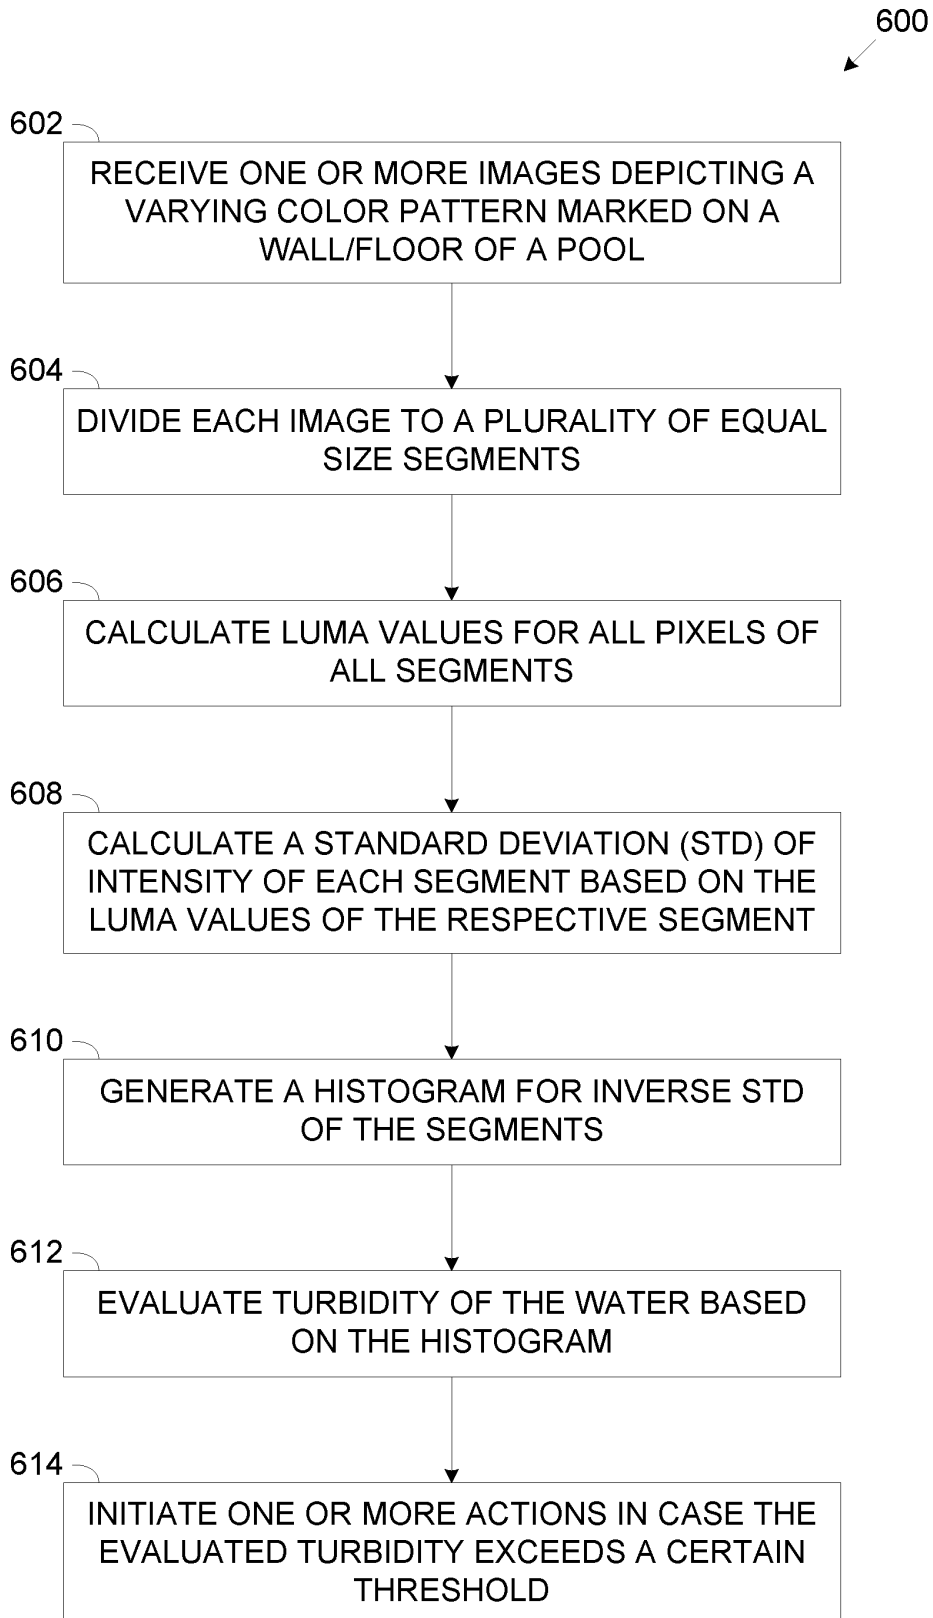 600
602
RECEIVE ONE OR MORE IMAGES DEPICTING A
VARYING COLOR PATTERN MARKED ON A
WALL/FLOOR OF A POOL
604
DIVIDE EACH IMAGE TO A PLURALITY OF EQUAL
SIZE SEGMENTS
606
CALCULATE LUMA VALUES FOR ALL PIXELS OF
ALL SEGMENTS
608
CALCULATE A STANDARD DEVIATION (STD) OF
INTENSITY OF EACH SEGMENT BASED ON THE
LUMA VALUES OF THE RESPECTIVE SEGMENT
610
GENERATE A HISTOGRAM FOR INVERSE STD
OF THE SEGMENTS
612
EVALUATE TURBIDITY OF THE WATER BASED
ON THE HISTOGRAM
614
INITIATE ONE OR MORE ACTIONS IN CASE THE
EVALUATED TURBIDITY EXCEEDS A CERTAIN
THRESHOLD